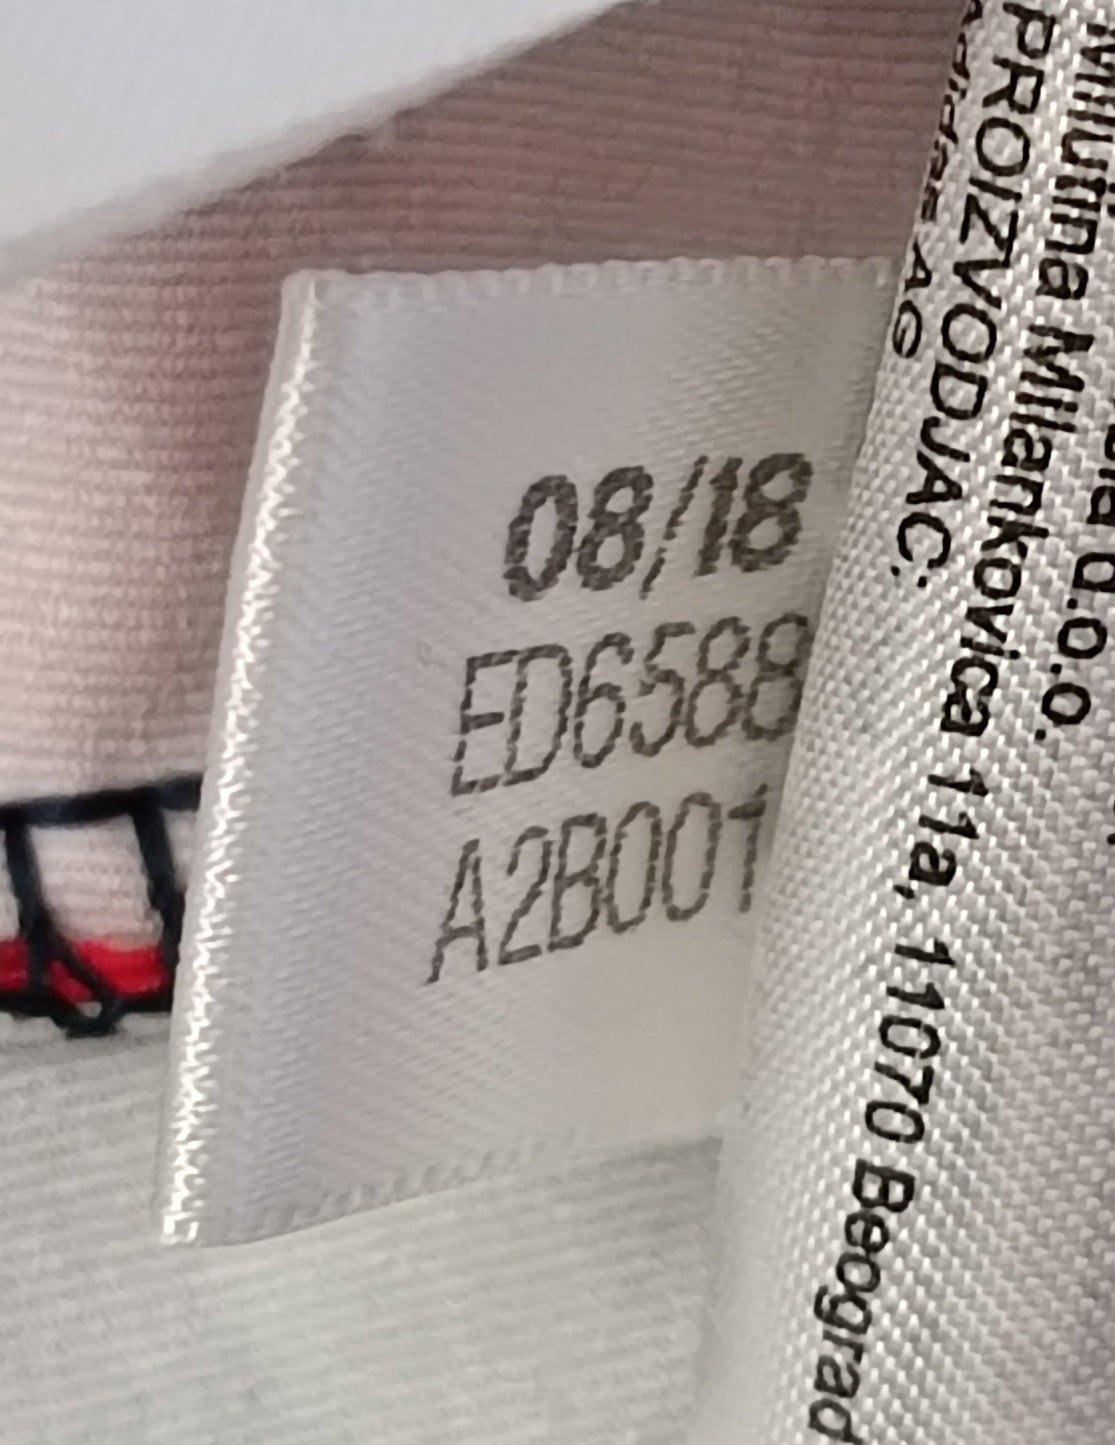 08/18
ED6588
A2B001
Adidas AG
PROIZVODJAC:
Milutina Milankovica 11a, 11070 Beograd
d.o.o.